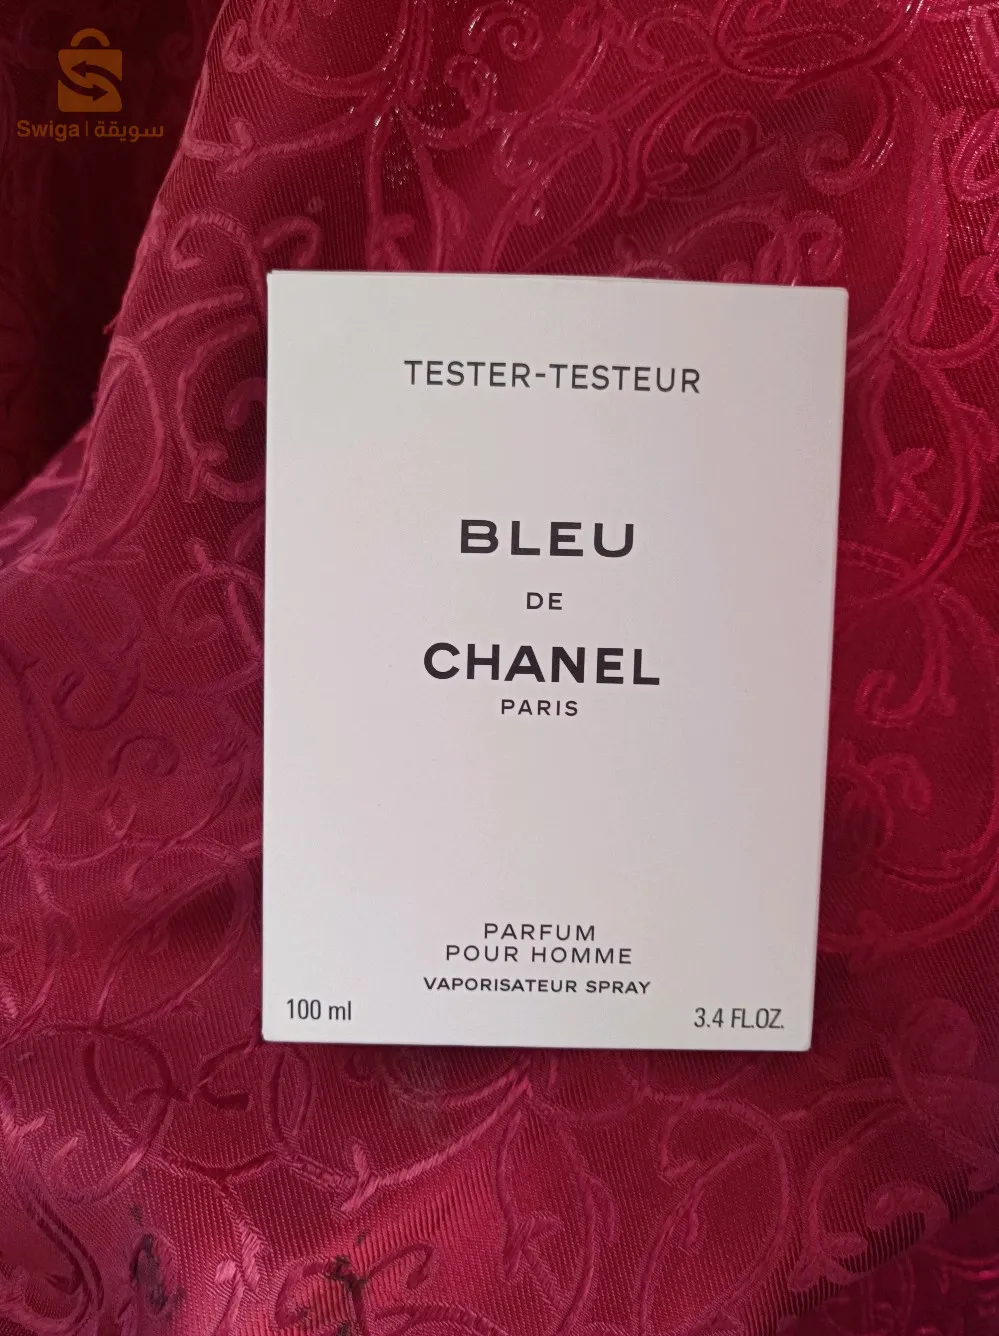 Swiga | سويقة
TESTER-TESTEUR
BLEU
DE
CHANEL
PARIS
PARFUM
POUR HOMME
VAPORISATEUR SPRAY
100 ml
3.4 FL.OZ.